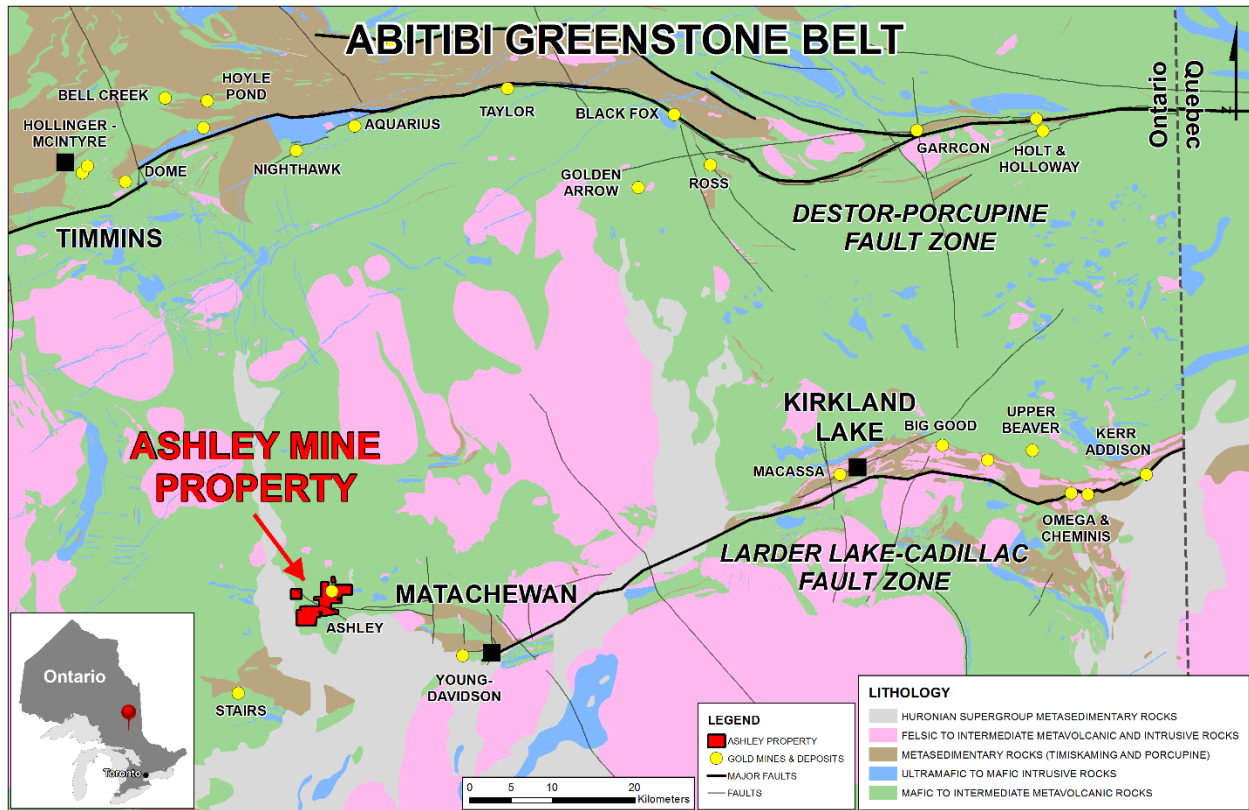 ABITIBI GREENSTONE BELT
Ontario
Quebec
BELL CREEK
HOYLE
POND
HOLLINGER -
MCINTYRE
DOME
NIGHTHAWK
AQUARIUS
TAYLOR
BLACK FOX
GOLDEN
ARROW
ROSS
GARRCON
HOLT &
HOLLOWAY
TIMMINS
DESTOR-PORCUPINE
FAULT ZONE
ASHLEY MINE
PROPERTY
KIRKLAND
LAKE
MACASSA
BIG GOOD
UPPER
BEAVER
KERR
ADDISON
OMEGA &
CHEMINIS
LARDER LAKE-CADILLAC
FAULT ZONE
MATACHEWAN
ASHLEY
YOUNG-
DAVIDSON
STAIRS
Ontario
Toronto
0 5 10 20
Kilometers
LEGEND
ASHLEY PROPERTY
GOLD MINES & DEPOSITS
MAJOR FAULTS
FAULTS
LITHOLOGY
HURONIAN SUPERGROUP METASEDIMENTARY ROCKS
FELSIC TO INTERMEDIATE METAVOLCANIC AND INTRUSIVE ROCKS
METASEDIMENTARY ROCKS (TIMISKAMING AND PORCUPINE)
ULTRAMAFIC TO MAFIC INTRUSIVE ROCKS
MAFIC TO INTERMEDIATE METAVOLCANIC ROCKS